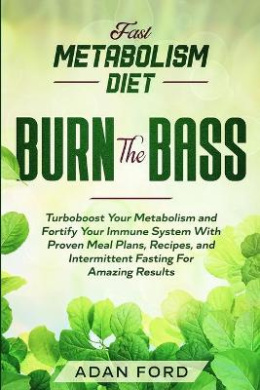 Fast
METABOLISM
DIET
BURN The BASS
Turboboost Your Metabolism and
Fortify Your Immune System With
Proven Meal Plans, Recipes, and
Intermittent Fasting For
Amazing Results
ADAN FORD